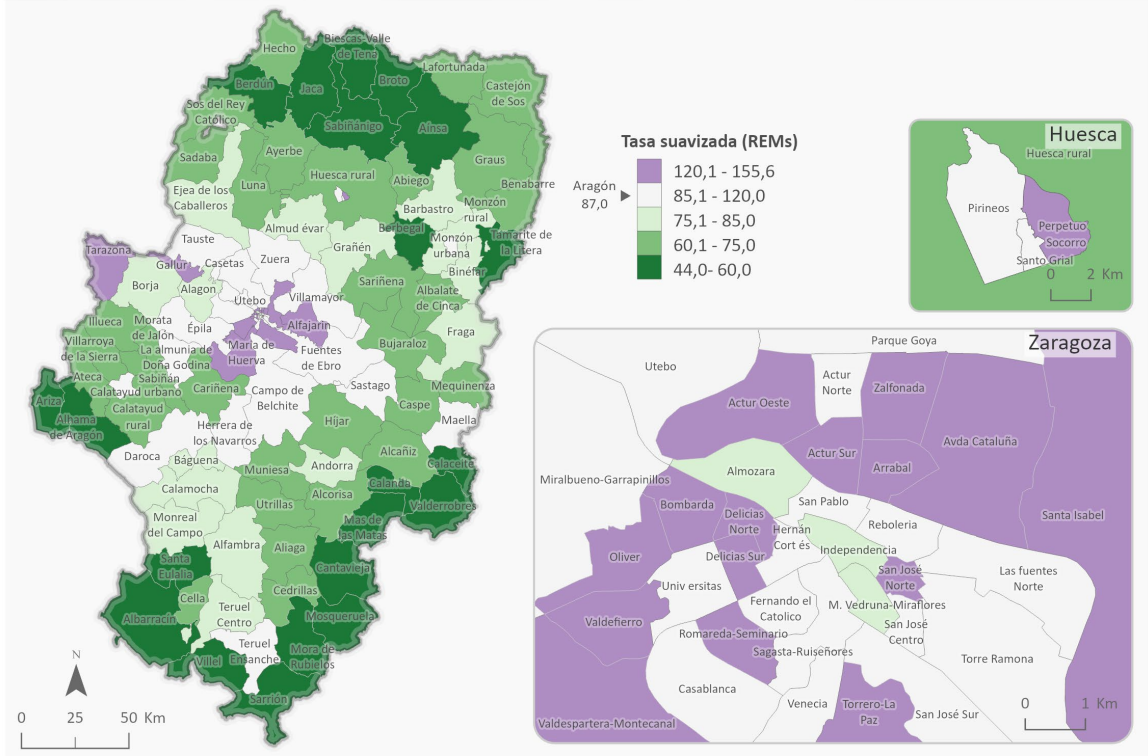 Hecho
Biescas-Valle
de Tena
Lafortunada
Berdún
Jaca
Broto
Castejón
de Sos
Sos del Rey
Católico
Sabiñánigo
Aínsa
Sadaba
Ayerbe
Graus
Luna
Huesca rural
Abiego
Benabarre
Ejea de los
Caballeros
Barbastro
Monzón
rural
Almud évar
Berbegal
Tauste
Grañén
Monzón
urbana
Tamarite de
la Litera
Tarazona
Gallur
Casetas
Zuera
Binéfar
Borja
Alagon
Sariñena
Utebo
Villamayor
Albalate
de Cinca
Illueca
Morata
de Jalón
Épila
Alfajarín
Fraga
Villarroya
de la Sierra
La almunia de
Doña Godina
María de
Huerva
Fuentes
de Ebro
Bujaraloz
Ateca
Sabiñán
Calatayud urbano
Cariñena
Campo de
Belchite
Sastago
Mequinenza
Ariza
Calatayud
rural
Caspe
Alhama
de Aragón
Herrera de
los Navarros
Híjar
Maella
Daroca
Báguena
Muniesa
Andorra
Alcañiz
Calaceite
Calamocha
Alcorisa
Calanda
Utrillas
Valderrobres
Monreal
del Campo
Mas de
las Matas
Alfambra
Aliaga
Santa
Eulalia
Cantavieja
Cella
Cedrillas
Albarracín
Teruel
Centro
Mosqueruela
Teruel
Ensanche
Mora de
Rubielos
Villel
Sarrión
N
0 25 50 Km
Tasa suavizada (REMs)
120,1 - 155,6
Aragón
87,0
85,1 - 120,0
75,1 - 85,0
60,1 - 75,0
44,0- 60,0
Huesca
Huesca rural
Pirineos
Perpetuo
Socorro
Santo Grial
0 2 Km
Zaragoza
Parque Goya
Utebo
Actur
Norte
Zalfonada
Actur Oeste
Avda Cataluña
Actur Sur
Arrabal
Almozara
Miralbueno-Garrapinillos
San Pablo
Bombarda
Delicias
Norte
Santa Isabel
Reboleria
Hernán
Cort és
Independencia
Oliver
Delicias Sur
San José
Norte
Las fuentes
Norte
Univ ersitas
Fernando el
Catolico
M. Vedruna-Miraflores
Valdefierro
San José
Centro
Romareda-Seminario
Sagasta-Ruiseñores
Torre Ramona
Casablanca
Venecia
Torrero-La
Paz
San José Sur
Valdespartera-Montecanal
0 1 Km